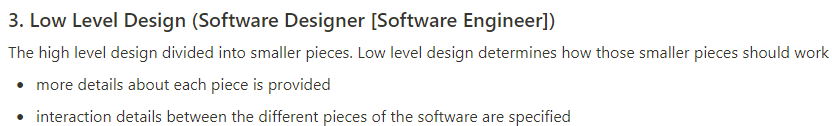 3. Low Level Design (Software Designer [Software Engineer])
The high level design divided into smaller pieces. Low level design determines how those smaller pieces should work
• more details about each piece is provided
• interaction details between the different pieces of the software are specified